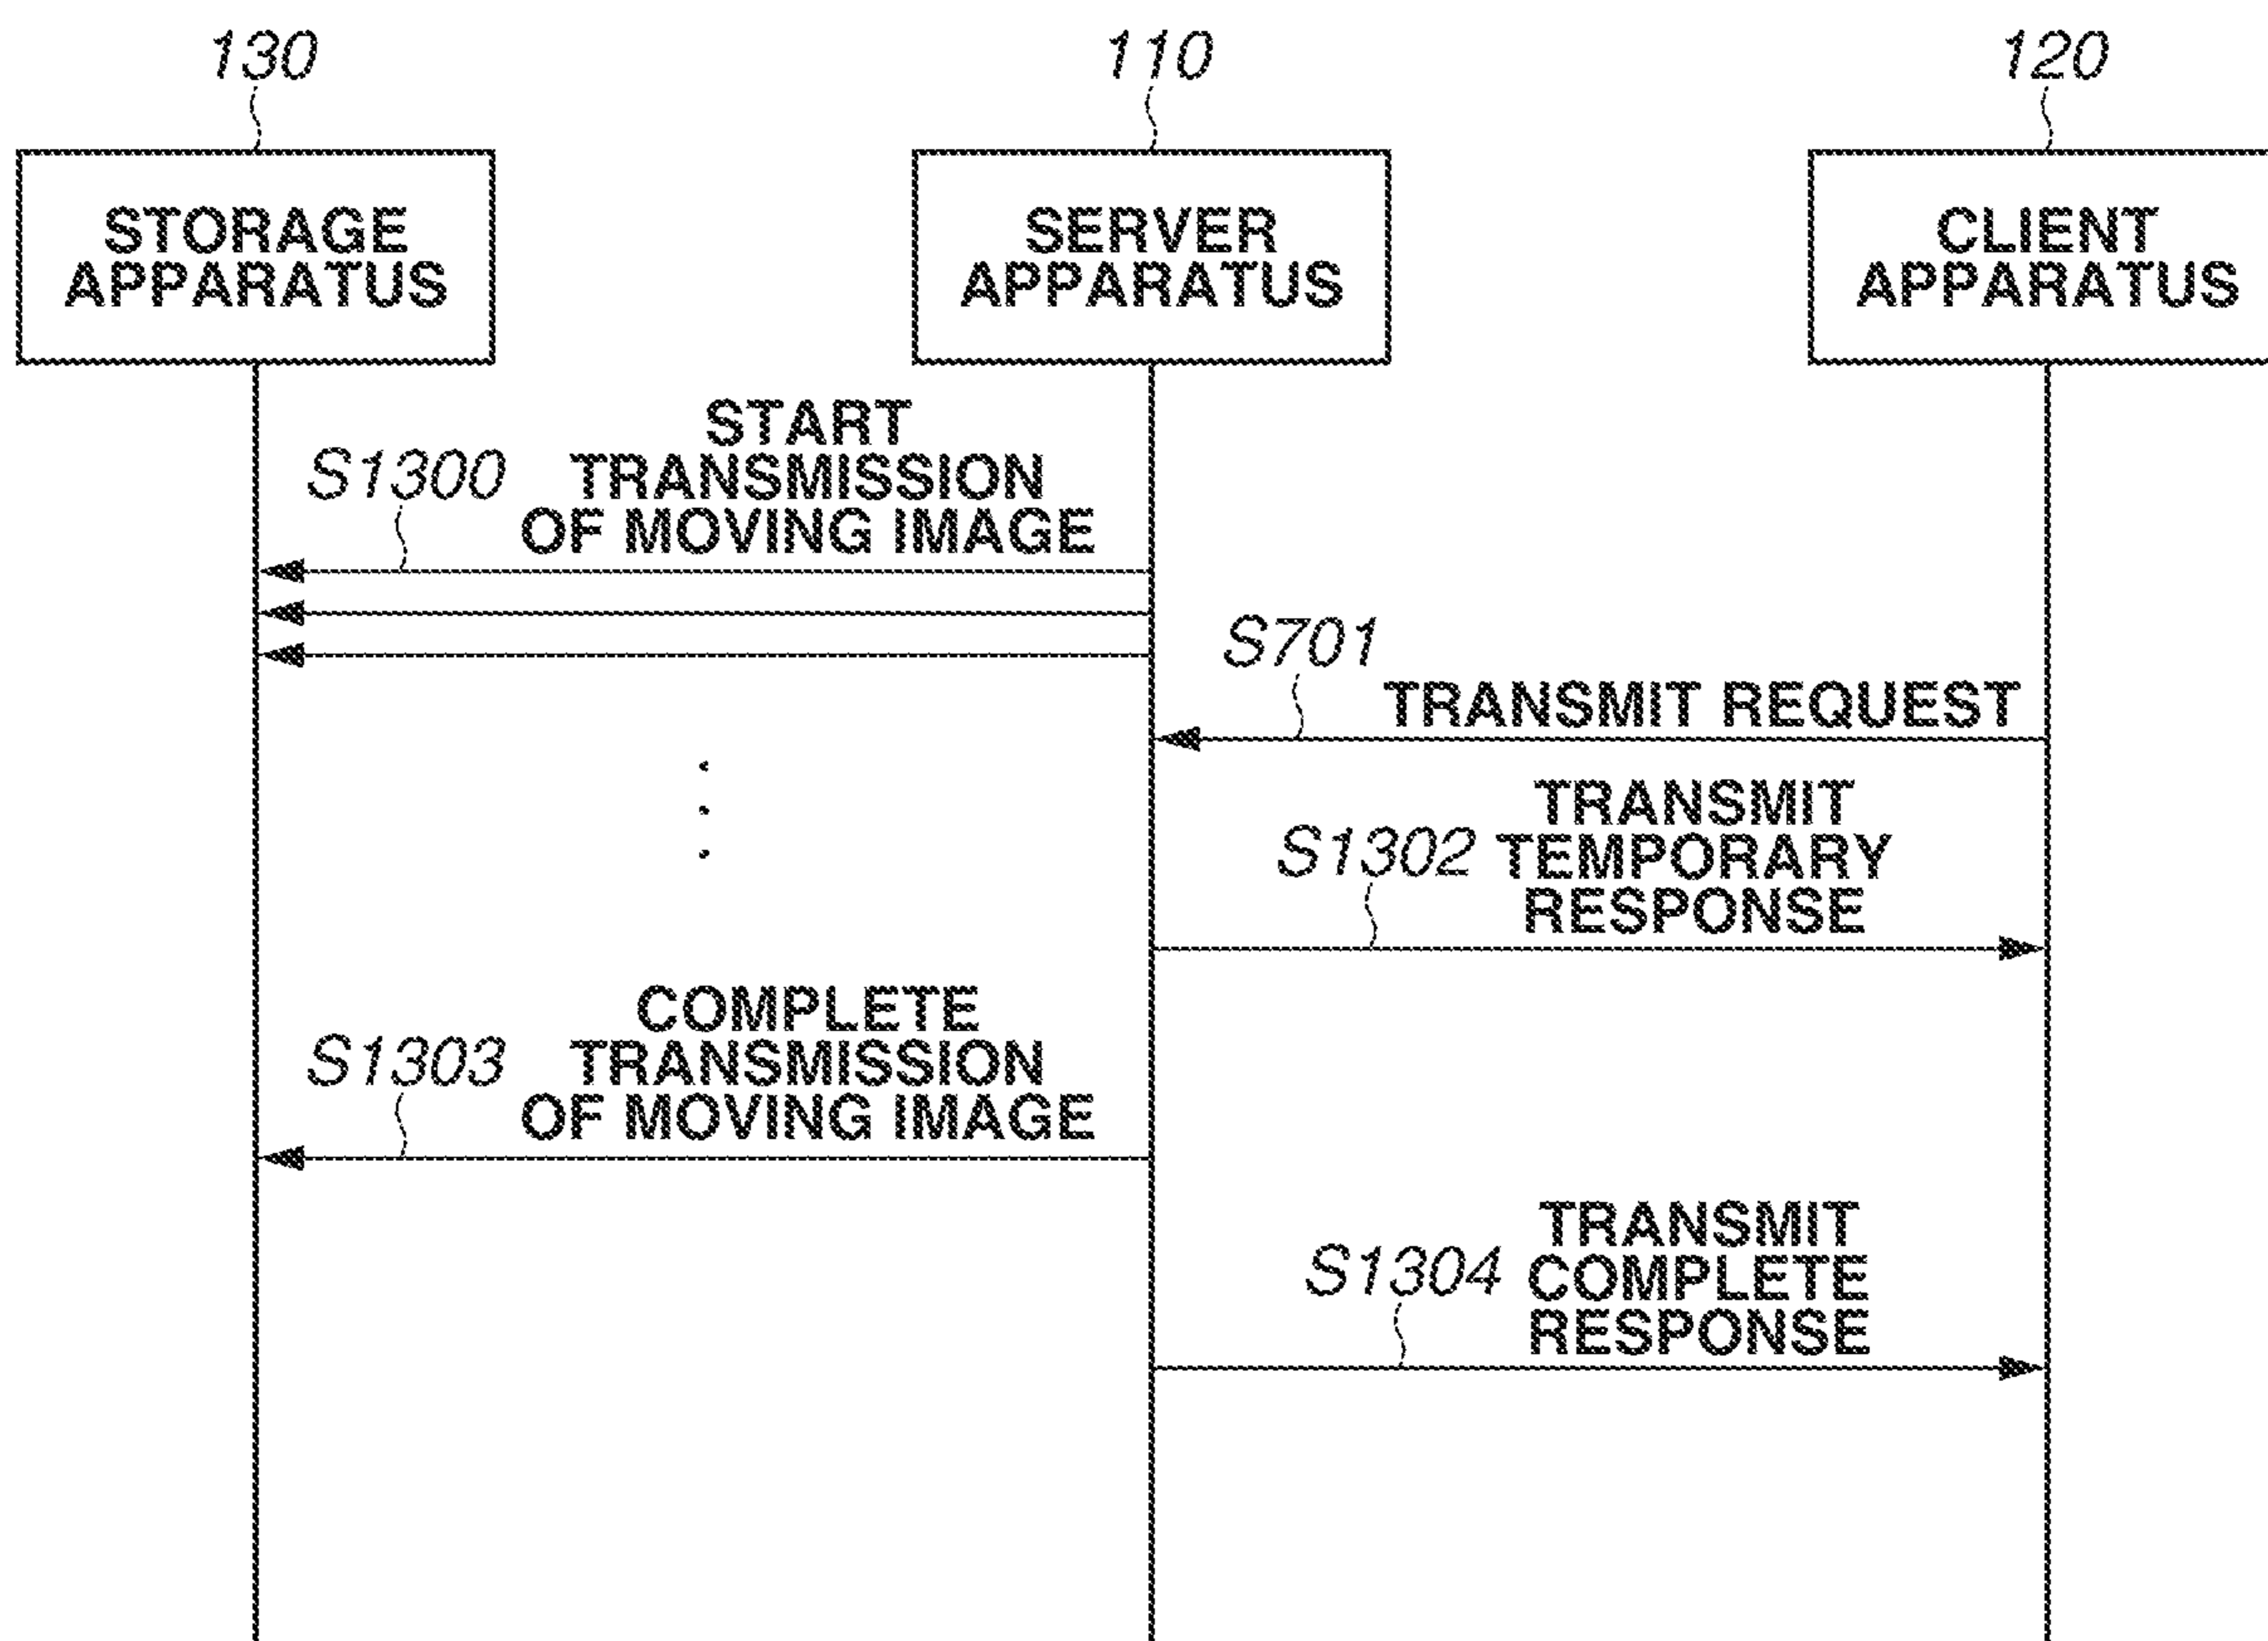 130
110
120
STORAGE
APPARATUS
SERVER
APPARATUS
CLIENT
APPARATUS
S1300
START
TRANSMISSION
OF MOVING IMAGE
S701
TRANSMIT REQUEST
S1302
TRANSMIT
TEMPORARY
RESPONSE
S1303
COMPLETE
TRANSMISSION
OF MOVING IMAGE
S1304
TRANSMIT
COMPLETE
RESPONSE